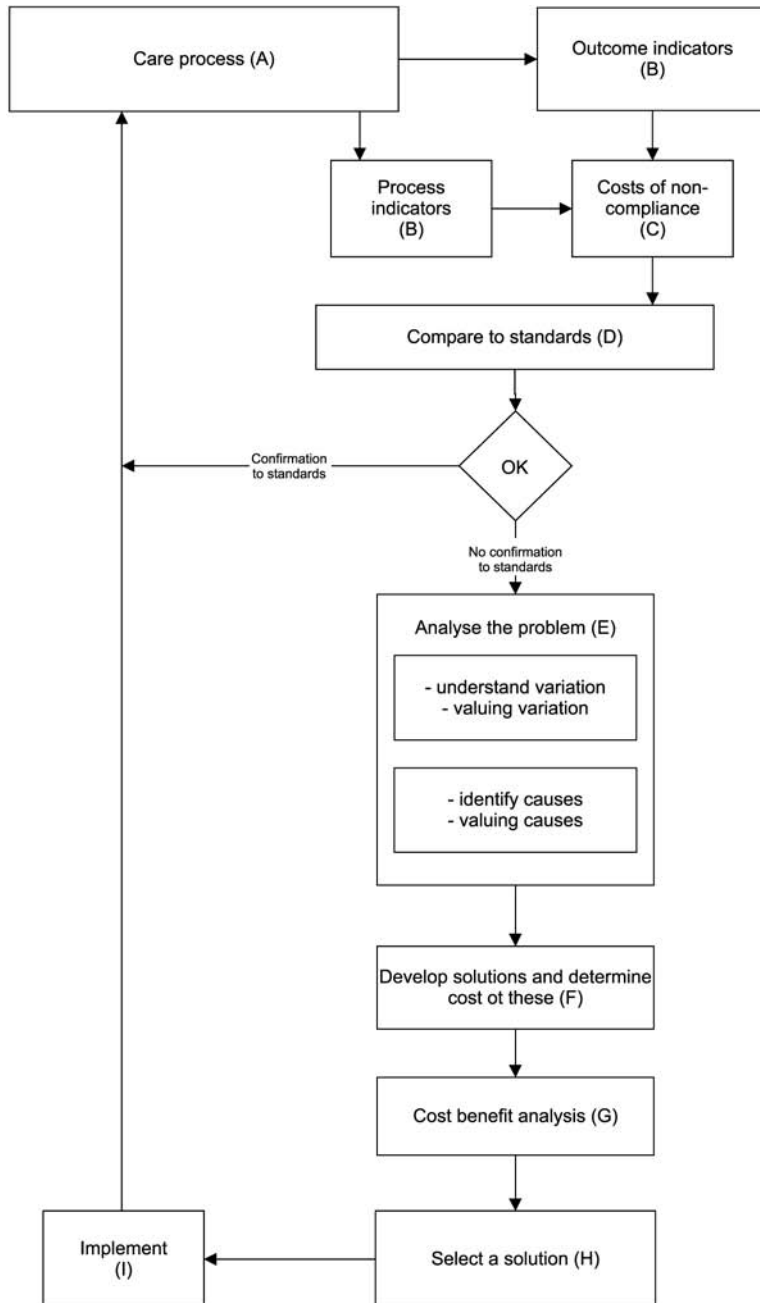 Care process (A)
Outcome indicators
(B)
Process
indicators
(B)
Costs of non-
compliance
(C)
Compare to standards (D)
OK
Confirmation
to standards
No confirmation
to standards
Analyse the problem (E)
- understand variation
- valuing variation
- identify causes
- valuing causes
Develop solutions and determine
cost ot these (F)
Cost benefit analysis (G)
Select a solution (H)
Implement
(I)